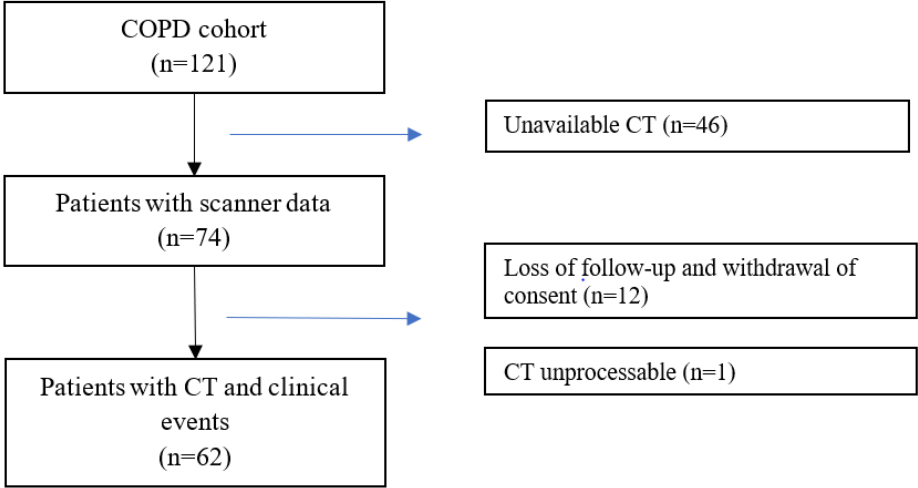 COPD cohort
(n=121)
Unavailable CT (n=46)
Patients with scanner data
(n=74)
Loss of follow-up and withdrawal of
consent (n=12)
CT unprocessable (n=1)
Patients with CT and clinical
events
(n=62)